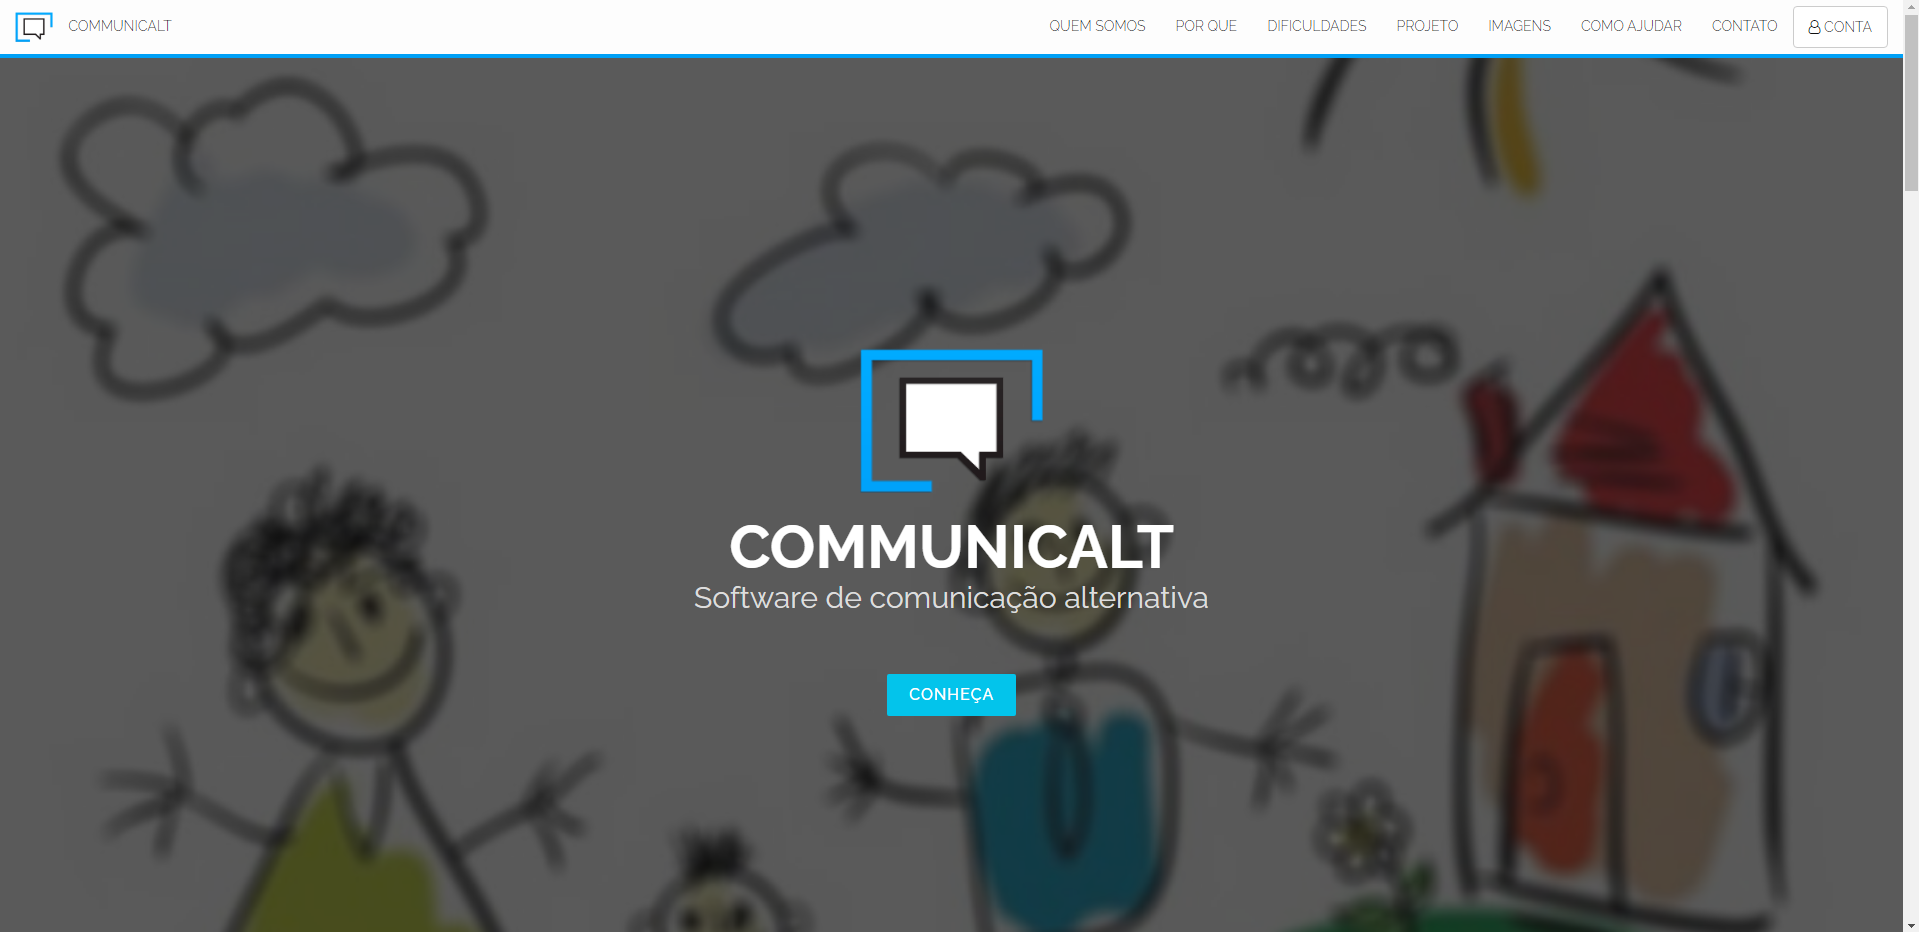 COMMUNICALT
QUEM SOMOS
POR QUE
DIFICULDADES
PROJETO
IMAGENS
COMO AJUDAR
CONTATO
CONTA
COMMUNICALT
Software de comunicação alternativa
CONHEÇA